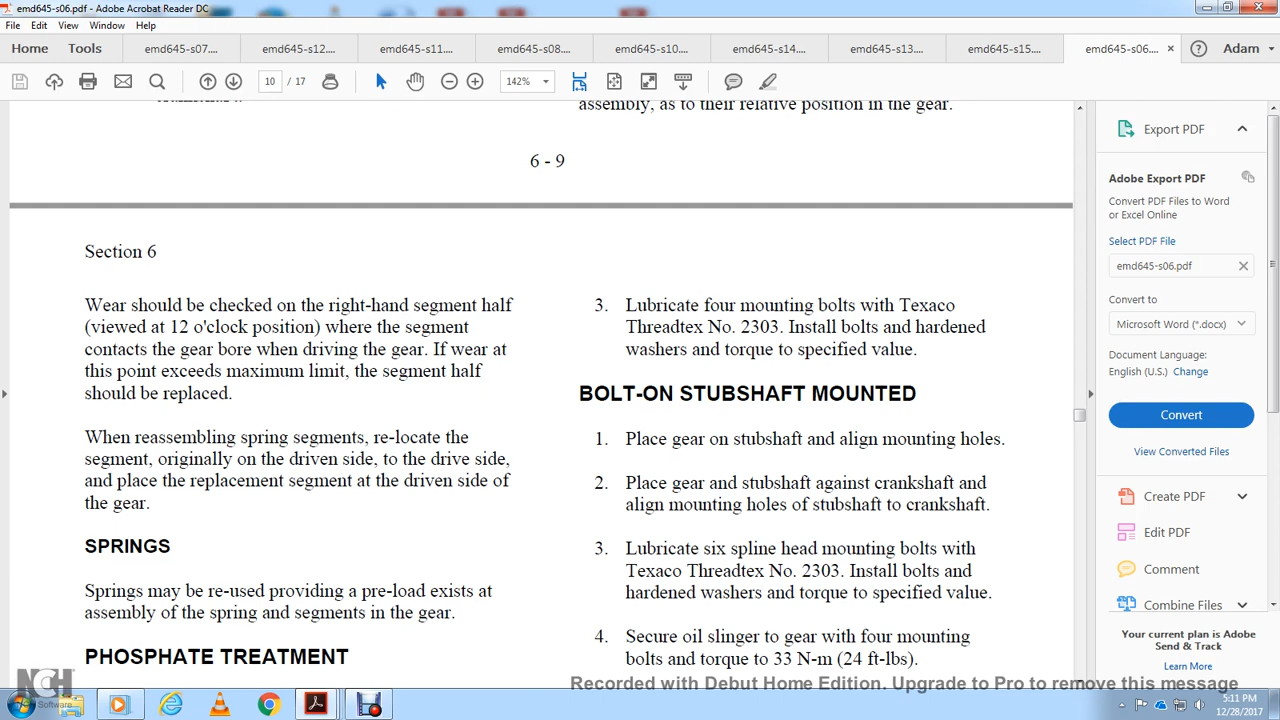 emd645-s06.pdf - Adobe Acrobat Reader DC
File Edit View Window Help
Home Tools emd645-s07.... emd645-s12.... emd645-s11.... emd645-s08.... emd645-s10.... emd645-s14.... emd645-s13.... emd645-s15.... emd645-s06.... × Adam
10 / 17 142%
assembly, as to their relative position in the gear.
6 - 9
Section 6
Wear should be checked on the right-hand segment half
(viewed at 12 o'clock position) where the segment
contacts the gear bore when driving the gear. If wear at
this point exceeds maximum limit, the segment half
should be replaced.
When reassembling spring segments, re-locate the
segment, originally on the driven side, to the drive side,
and place the replacement segment at the driven side of
the gear.
SPRINGS
Springs may be re-used providing a pre-load exists at
assembly of the spring and segments in the gear.
PHOSPHATE TREATMENT
3. Lubricate four mounting bolts with Texaco
Threadtex No. 2303. Install bolts and hardened
washers and torque to specified value.
BOLT-ON STUBSHAFT MOUNTED
1. Place gear on stubshaft and align mounting holes.
2. Place gear and stubshaft against crankshaft and
align mounting holes of stubshaft to crankshaft.
3. Lubricate six spline head mounting bolts with
Texaco Threadtex No. 2303. Install bolts and
hardened washers and torque to specified value.
4. Secure oil slinger to gear with four mounting
bolts and torque to 33 N-m (24 ft-lbs).
Export PDF
Adobe Export PDF
Convert PDF Files to Word
or Excel Online
Select PDF File
emd645-s06.pdf
Convert to
Microsoft Word (*.docx)
Document Language:
English (U.S.) Change
Convert
View Converted Files
Create PDF
Edit PDF
Comment
Combine Files
Your current plan is Adobe
Send & Track
Learn More
Recorded with Debut Home Edition. Upgrade to Pro to remove this message
NCH
Software
5:11 PM
12/28/2017